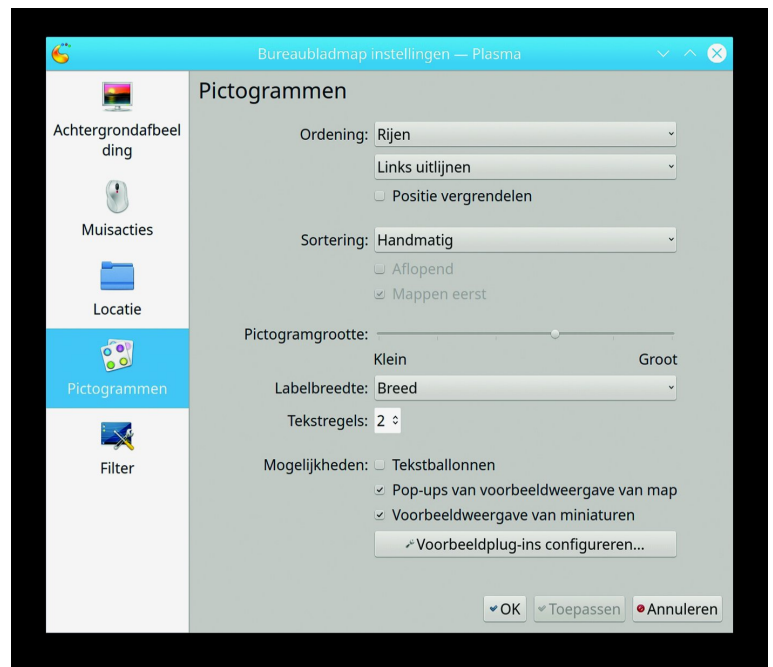 Bureaubladmap instellingen — Plasma
Achtergrondafbeel
ding
Muisacties
Locatie
Pictogrammen
Filter
Pictogrammen
Ordening: Rijen
Links uitlijnen
Positie vergrendelen
Sortering: Handmatig
Aflopend
Mappen eerst
Pictogramgrootte:
Klein Groot
Labelbreedte: Breed
Tekstregels: 2
Mogelijkheden: Tekstballonnen
Pop-ups van voorbeeldweergave van map
Voorbeeldweergave van miniaturen
Voorbeeldplug-ins configureren...
OK Toepassen Annuleren